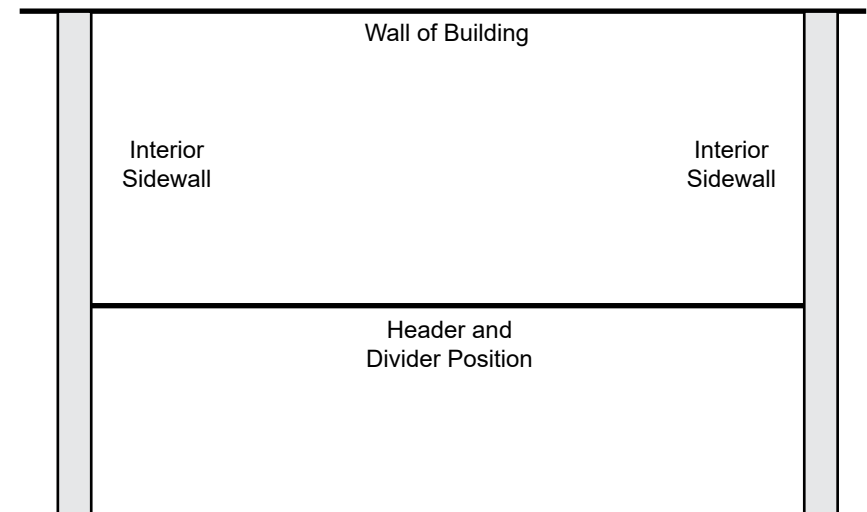 Wall of Building
Interior
Sidewall
Interior
Sidewall
Header and
Divider Position